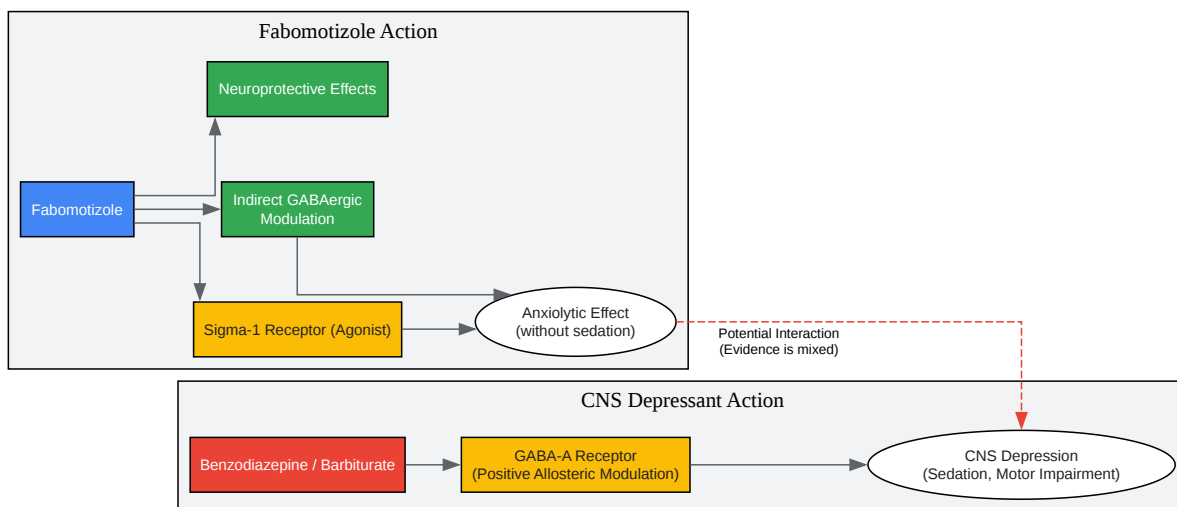 Fabomotizole Action
Neuroprotective Effects
Fabomotizole
Indirect GABAergic
Modulation
Sigma-1 Receptor (Agonist)
Anxiolytic Effect
(without sedation)
Potential Interaction
(Evidence is mixed)
CNS Depressant Action
Benzodiazepine / Barbiturate
GABA-A Receptor
(Positive Allosteric Modulation)
CNS Depression
(Sedation, Motor Impairment)